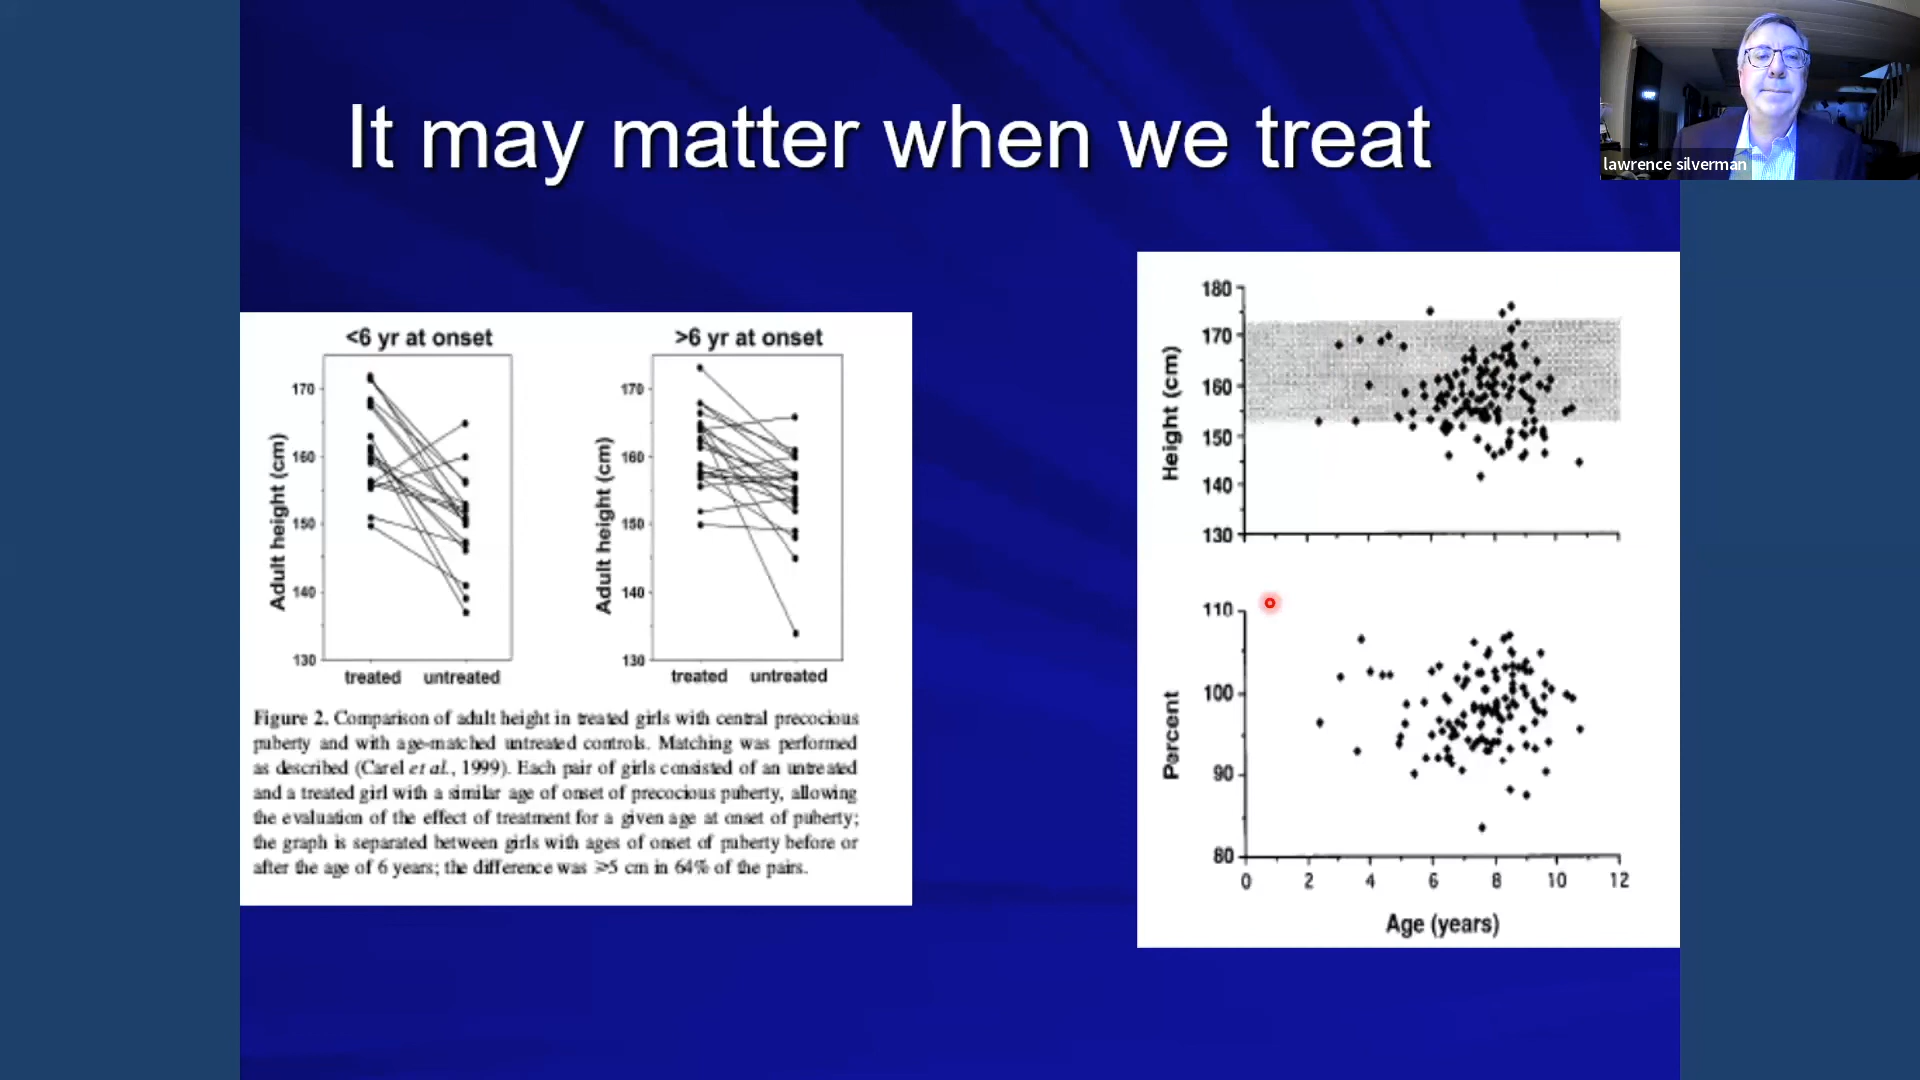 It may matter when we treat
lawrence silverman
<6 yr at onset
>6 yr at onset
Adult height (cm)
170
160
150
140
130
treated untreated
Adult height (cm)
170
160
150
140
130
treated untreated
Figure 2. Comparison of adult height in treated girls with central precocious
puberty and with age-matched untreated controls. Matching was performed
as described (Carel et al., 1999). Each pair of girls consisted of an untreated
and a treated girl with a similar age of onset of precocious puberty, allowing
the evaluation of the effect of treatment for a given age at onset of puberty;
the graph is separated between girls with ages of onset of puberty before or
after the age of 6 years; the difference was ⩾5 cm in 64% of the pairs.
Height (cm)
180
170
160
150
140
130
Percent
110
100
90
80
0 2 4 6 8 10 12
Age (years)